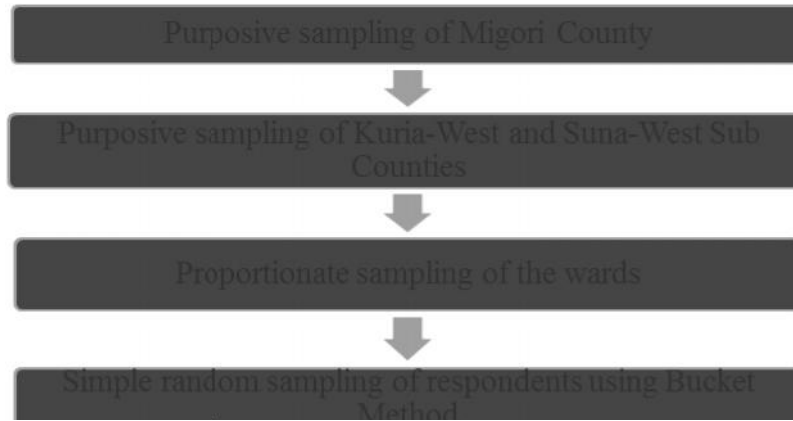 Purposive sampling of Migori County
Purposive sampling of Kuria-West and Suna-West Sub
Counties
Proportionate sampling of the wards
Simple random sampling of respondents using Bucket
Method